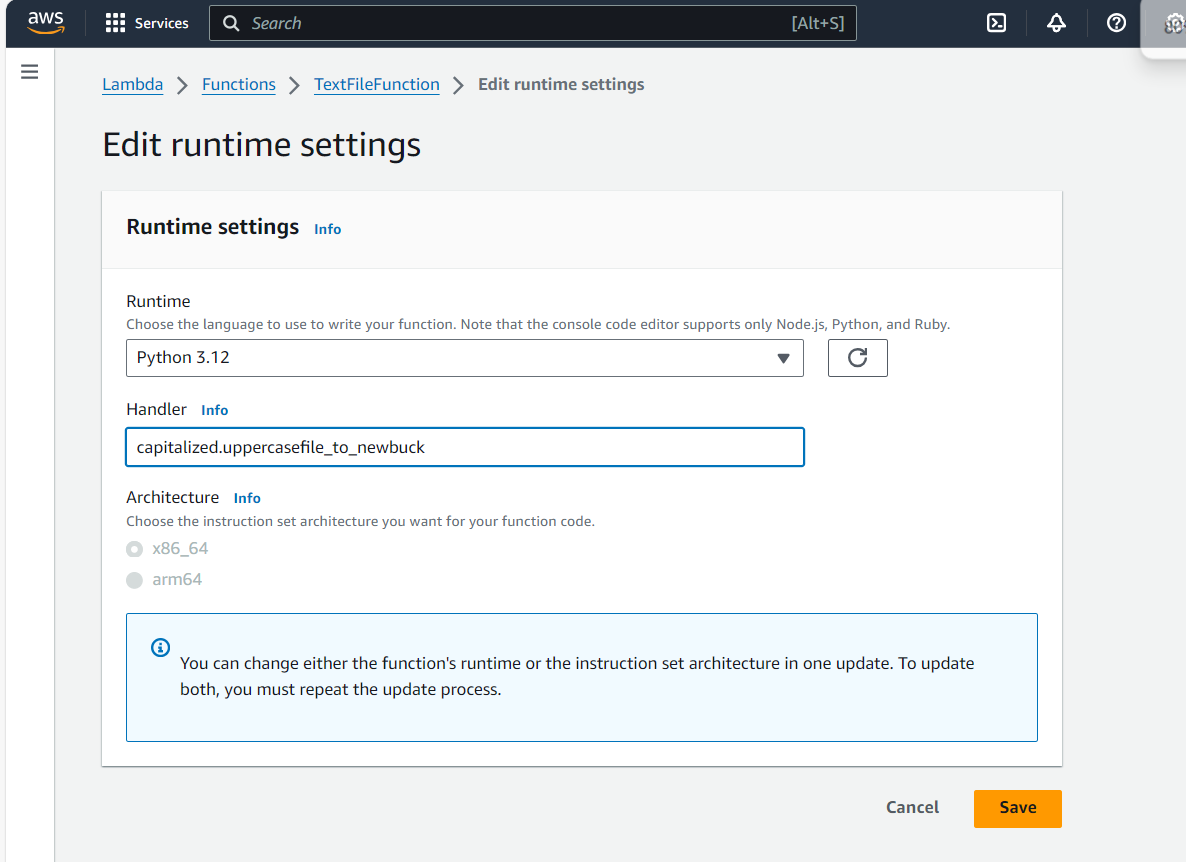 aws Services Search [Alt+S]
Lambda Functions TextFileFunction Edit runtime settings
Edit runtime settings
Runtime settings Info
Runtime
Choose the language to use to write your function. Note that the console code editor supports only Node.js, Python, and Ruby.
Python 3.12
Handler Info
capitalized.uppercasefile_to_newbuck
Architecture Info
Choose the instruction set architecture you want for your function code.
x86_64
arm64
You can change either the function's runtime or the instruction set architecture in one update. To update
both, you must repeat the update process.
Cancel Save